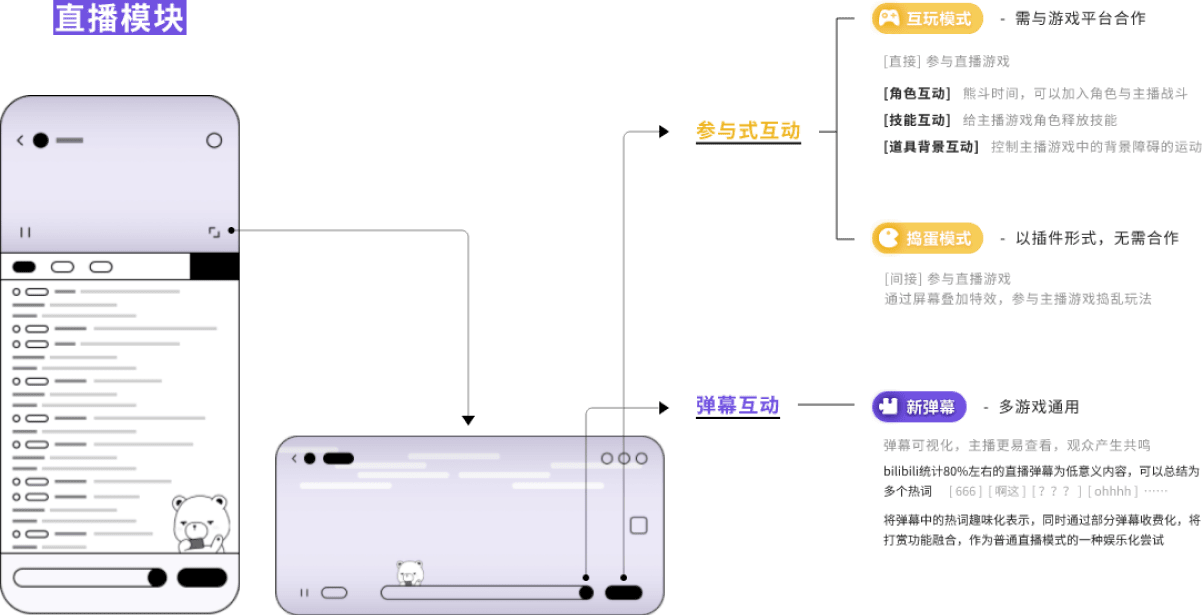 直播模块
互玩模式 - 需与游戏平台合作
[直接] 参与直播游戏
[角色互动] 熊斗时间，可以加入角色与主播战斗
参与式互动
[技能互动] 给主播游戏角色释放技能
[道具背景互动] 控制主播游戏中的背景障碍的运动
捣蛋模式 - 以插件形式，无需合作
[间接] 参与直播游戏
通过屏幕叠加特效，参与主播游戏捣乱玩法
弹幕互动
新弹幕 - 多游戏通用
弹幕可视化，主播更易查看，观众产生共鸣
bilibili统计80%左右的直播弹幕为低意义内容，可以总结为
多个热词 [ 666 ] [ 啊这 ] [ ? ? ? ] [ ohhhh ] ……
将弹幕中的热词趣味化表示，同时通过部分弹幕收费化，将
打赏功能融合，作为普通直播模式的一种娱乐化尝试